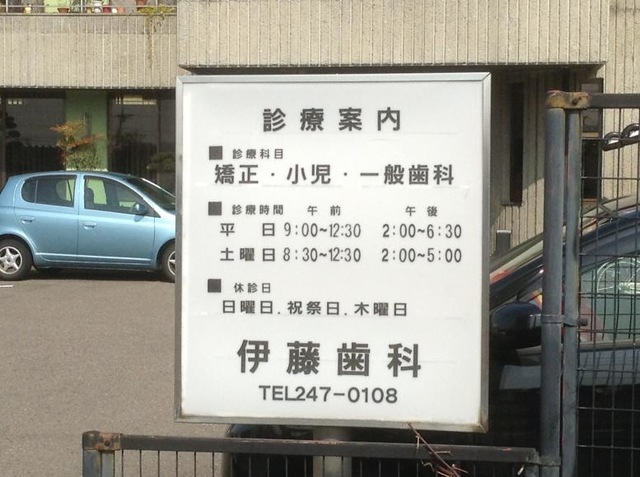 診療案内
■ 診療科目
矯正・小児・一般歯科
■ 診療時間 午前 午後
平日 9:00~12:30 2:00~6:30
土曜日 8:30~12:30 2:00~5:00
■ 休診日
日曜日.祝祭日.木曜日
伊藤歯科
TEL247-0108